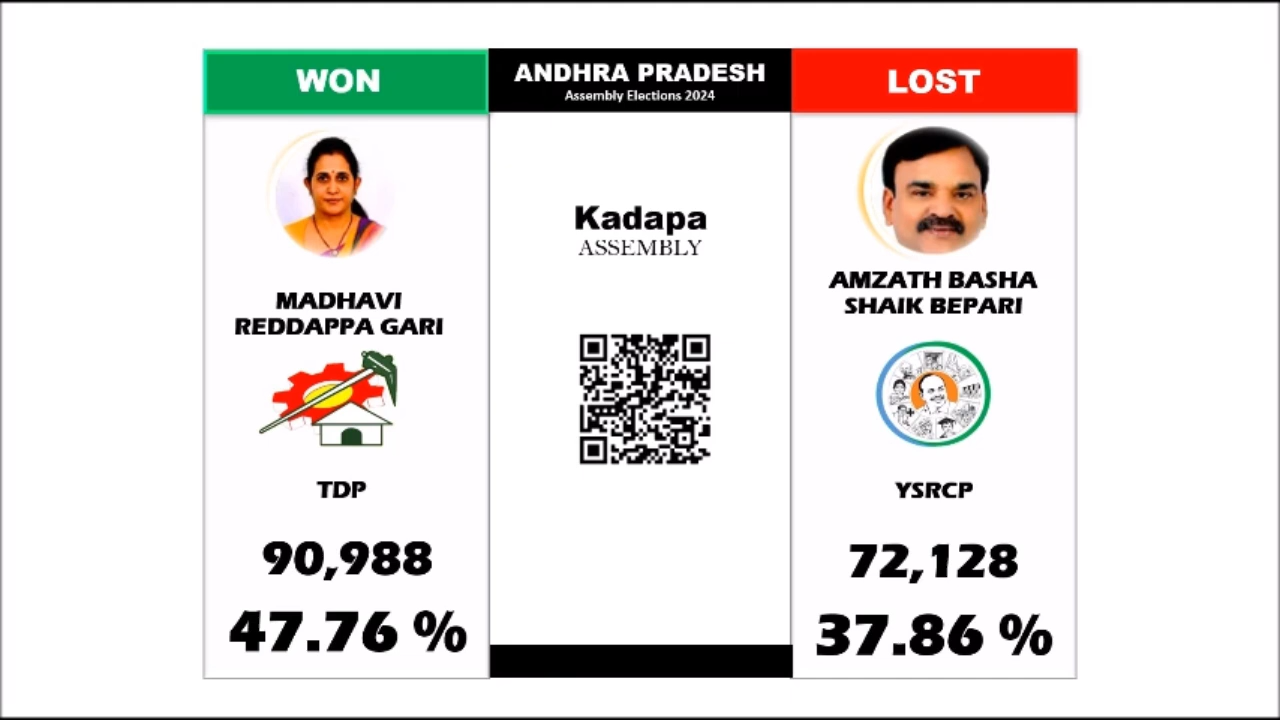 WON
ANDHRA PRADESH
Assembly Elections 2024
LOST
Kadapa
ASSEMBLY
MADHAVI
REDDAPPA GARI
AMZATH BASHA
SHAIK BEPARI
TDP
YSRCP
90,988
72,128
47.76 %
37.86 %